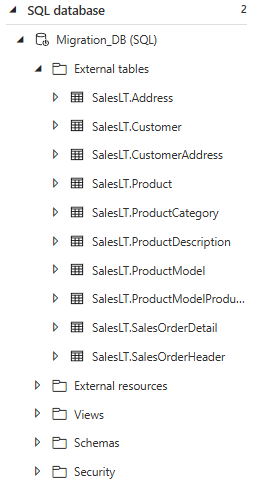 SQL database 2
Migration_DB (SQL)
External tables
SalesLT.Address
SalesLT.Customer
SalesLT.CustomerAddress
SalesLT.Product
SalesLT.ProductCategory
SalesLT.ProductDescription
SalesLT.ProductModel
SalesLT.ProductModelProdu...
SalesLT.SalesOrderDetail
SalesLT.SalesOrderHeader
External resources
Views
Schemas
Security